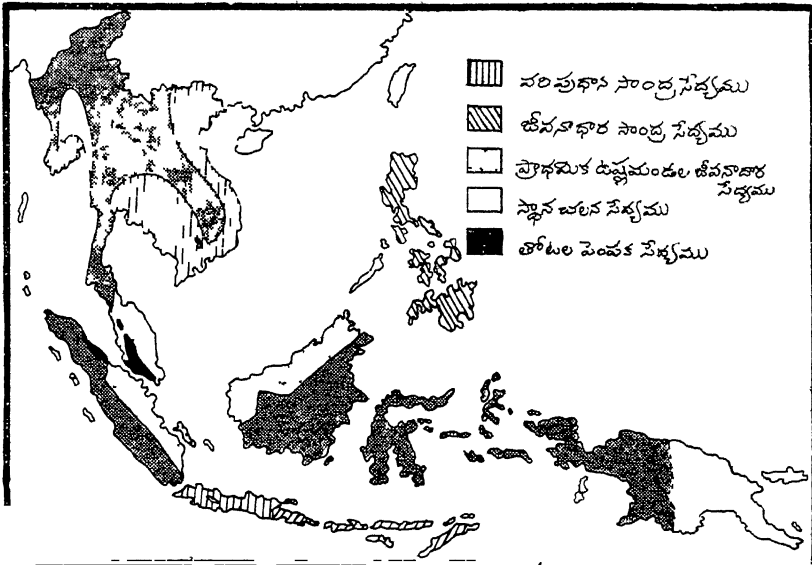 వరి ప్రధాన సాంద్ర సేద్యము
జీవనాధార సాంద్ర సేద్యము
ప్రాథమిక ఉష్ణమండల జీవనాదార
సేద్యము
స్థాన చలన సేద్యము
తోటల పెంపక సేద్యము